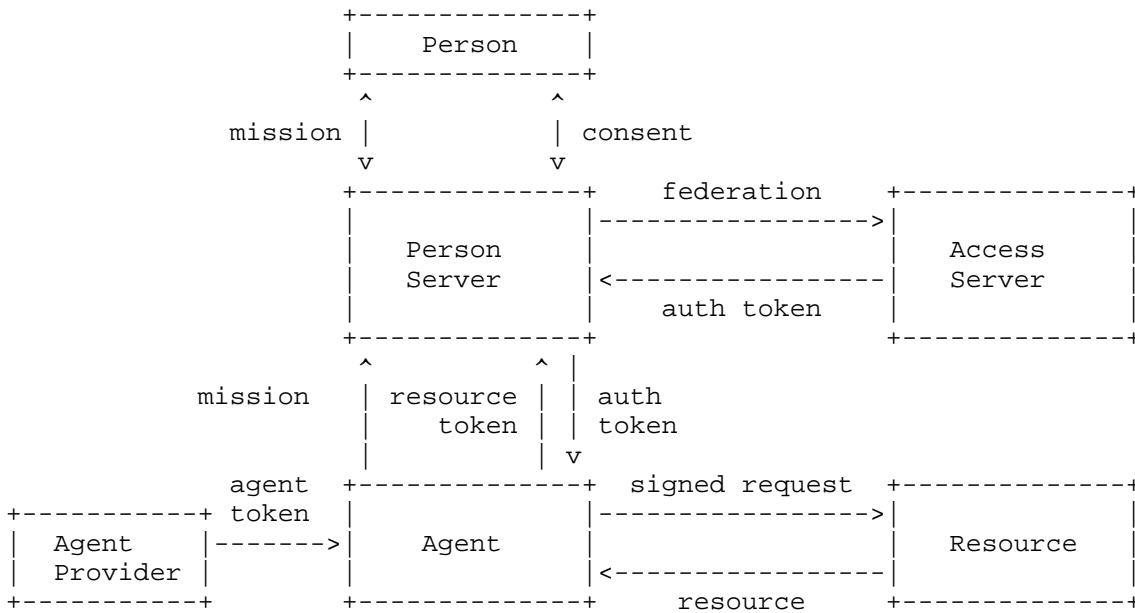 Person
mission consent
federation
Person Access
Server Server
auth token
mission resource auth
token token
agent signed request
token
Agent Agent Resource
Provider
resource